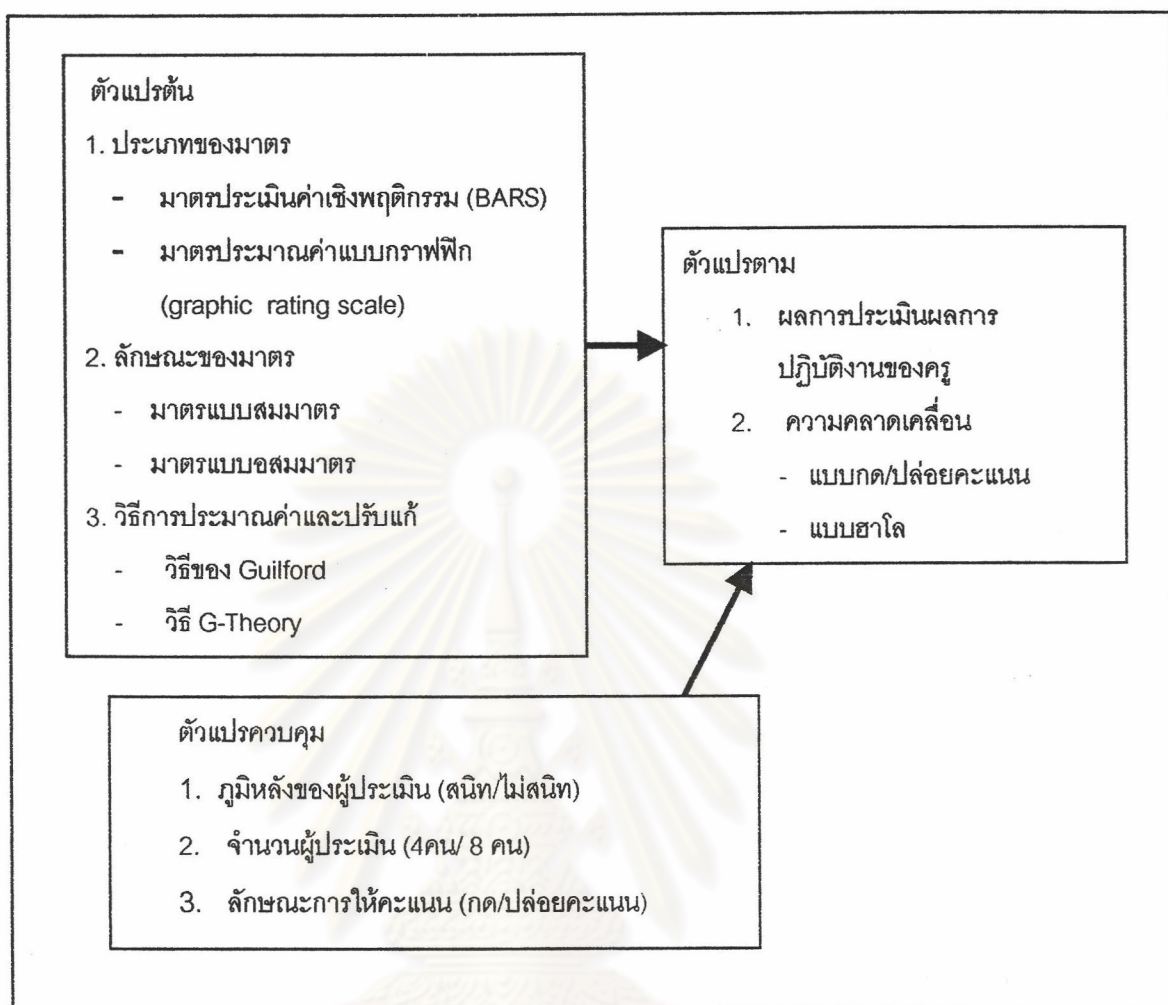 ตัวแปรต้น
1. ประเภทของมาตร
- มาตรประเมินค่าเชิงพฤติกรรม (BARS)
- มาตรประมาณค่าแบบกราฟฟิก
(graphic rating scale)
2. ลักษณะของมาตร
- มาตรแบบสมมาตร
- มาตรแบบอสมมาตร
3. วิธีการประมาณค่าและปรับแก้
- วิธีของ Guilford
- วิธี G-Theory
ตัวแปรตาม
1. ผลการประเมินผลการ
ปฏิบัติงานของครู
2. ความคลาดเคลื่อน
- แบบกด/ปล่อยคะแนน
- แบบฮาโล
ตัวแปรควบคุม
1. ภูมิหลังของผู้ประเมิน (สนิท/ไม่สนิท)
2. จำนวนผู้ประเมิน (4คน/ 8 คน)
3. ลักษณะการให้คะแนน (กด/ปล่อยคะแนน)